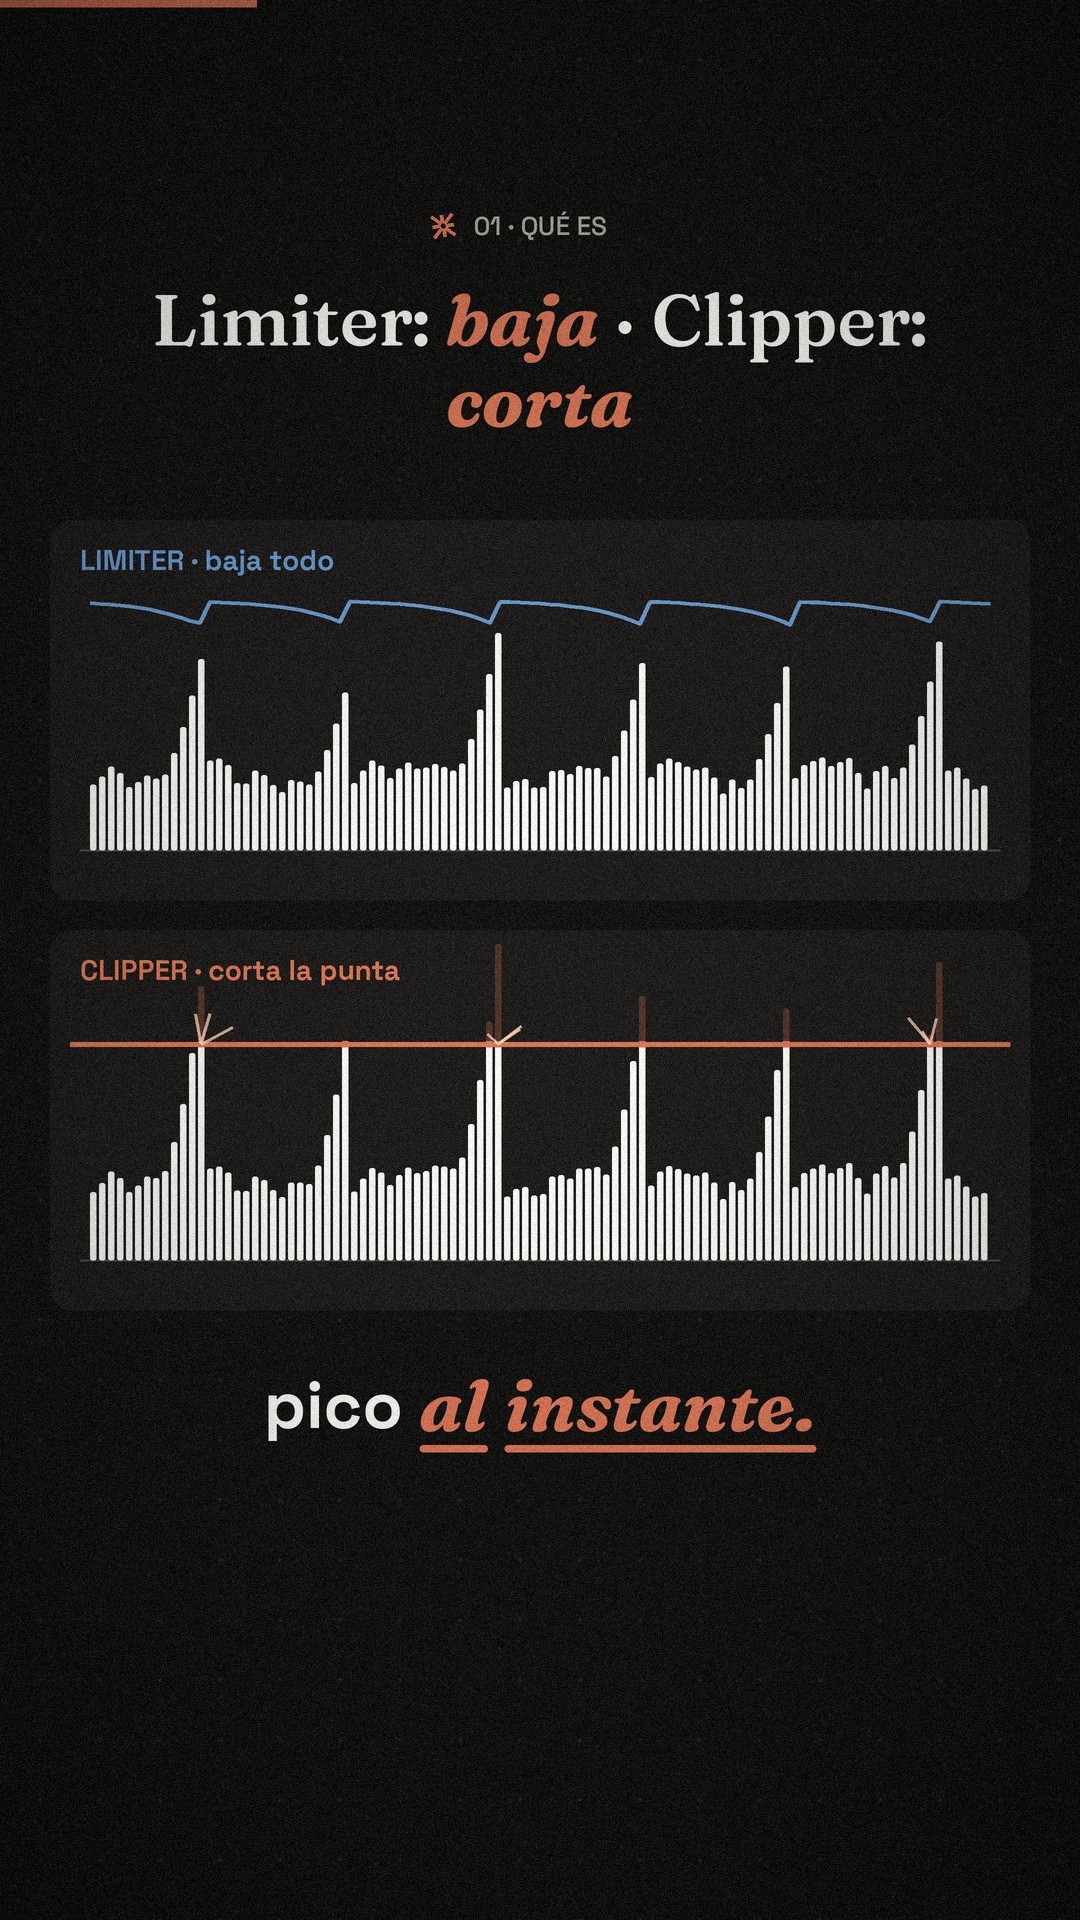 01 · QUÉ ES
Limiter: baja · Clipper:
corta
LIMITER · baja todo
CLIPPER · corta la punta
pico al instante.